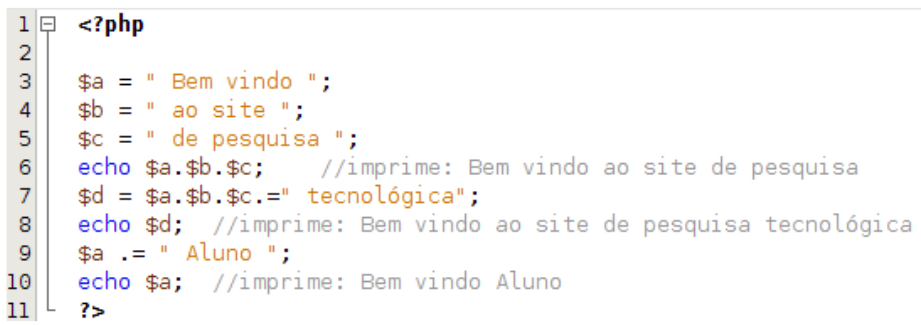 1 <?php
2
3 $a = " Bem vindo ";
4 $b = " ao site ";
5 $c = " de pesquisa ";
6 echo $a.$b.$c; //imprime: Bem vindo ao site de pesquisa
7 $d = $a.$b.$c.=" tecnológica";
8 echo $d; //imprime: Bem vindo ao site de pesquisa tecnológica
9 $a .= " Aluno ";
10 echo $a; //imprime: Bem vindo Aluno
11 ?>